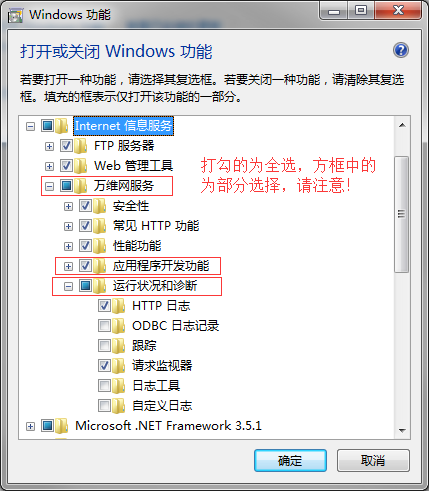 Windows 功能
打开或关闭 Windows 功能
若要打开一种功能，请选择其复选框。若要关闭一种功能，请清除其复选
框。填充的框表示仅打开该功能的一部分。
Internet 信息服务
FTP 服务器
Web 管理工具
打勾的为全选，方框中的
为部分选择，请注意！
万维网服务
安全性
常见 HTTP 功能
性能功能
应用程序开发功能
运行状况和诊断
HTTP 日志
ODBC 日志记录
跟踪
请求监视器
日志工具
自定义日志
Microsoft .NET Framework 3.5.1
确定
取消